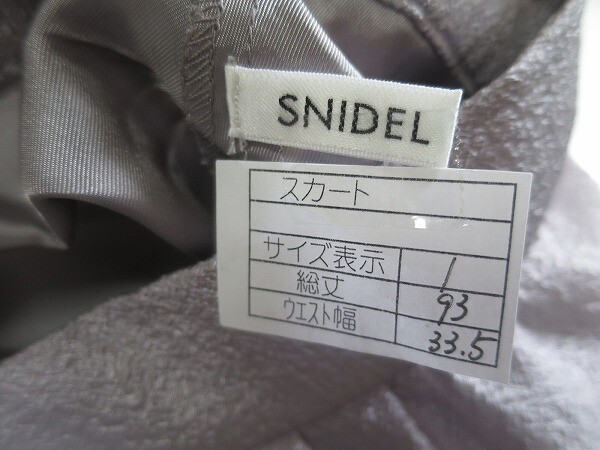 SNIDEL
スカート
サイズ表示 1
総丈 93
ウエスト幅 33.5